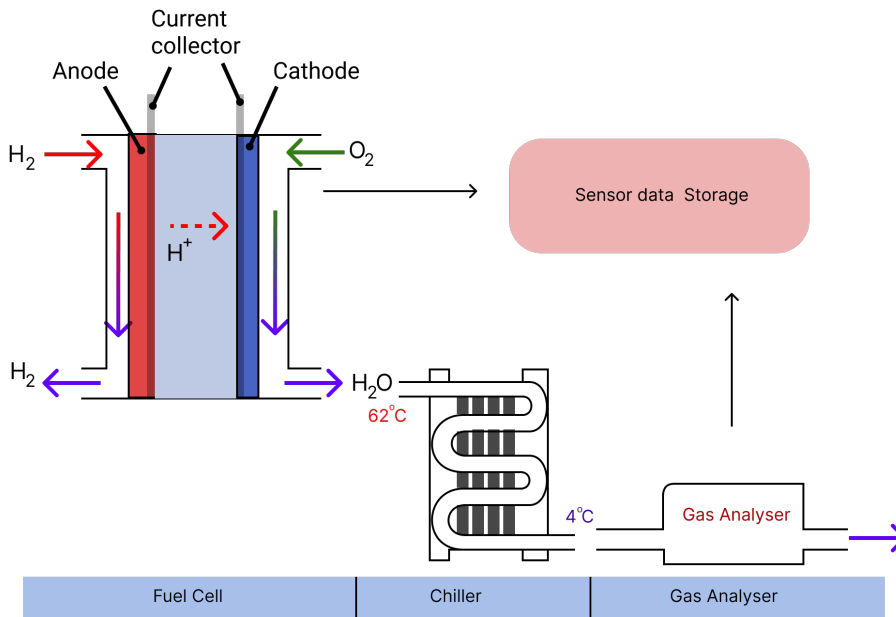 Current
collector
Anode
Cathode
H₂
O₂
Sensor data Storage
H⁺
H₂
H₂O
62°C
4°C
Gas Analyser
Fuel Cell
Chiller
Gas Analyser